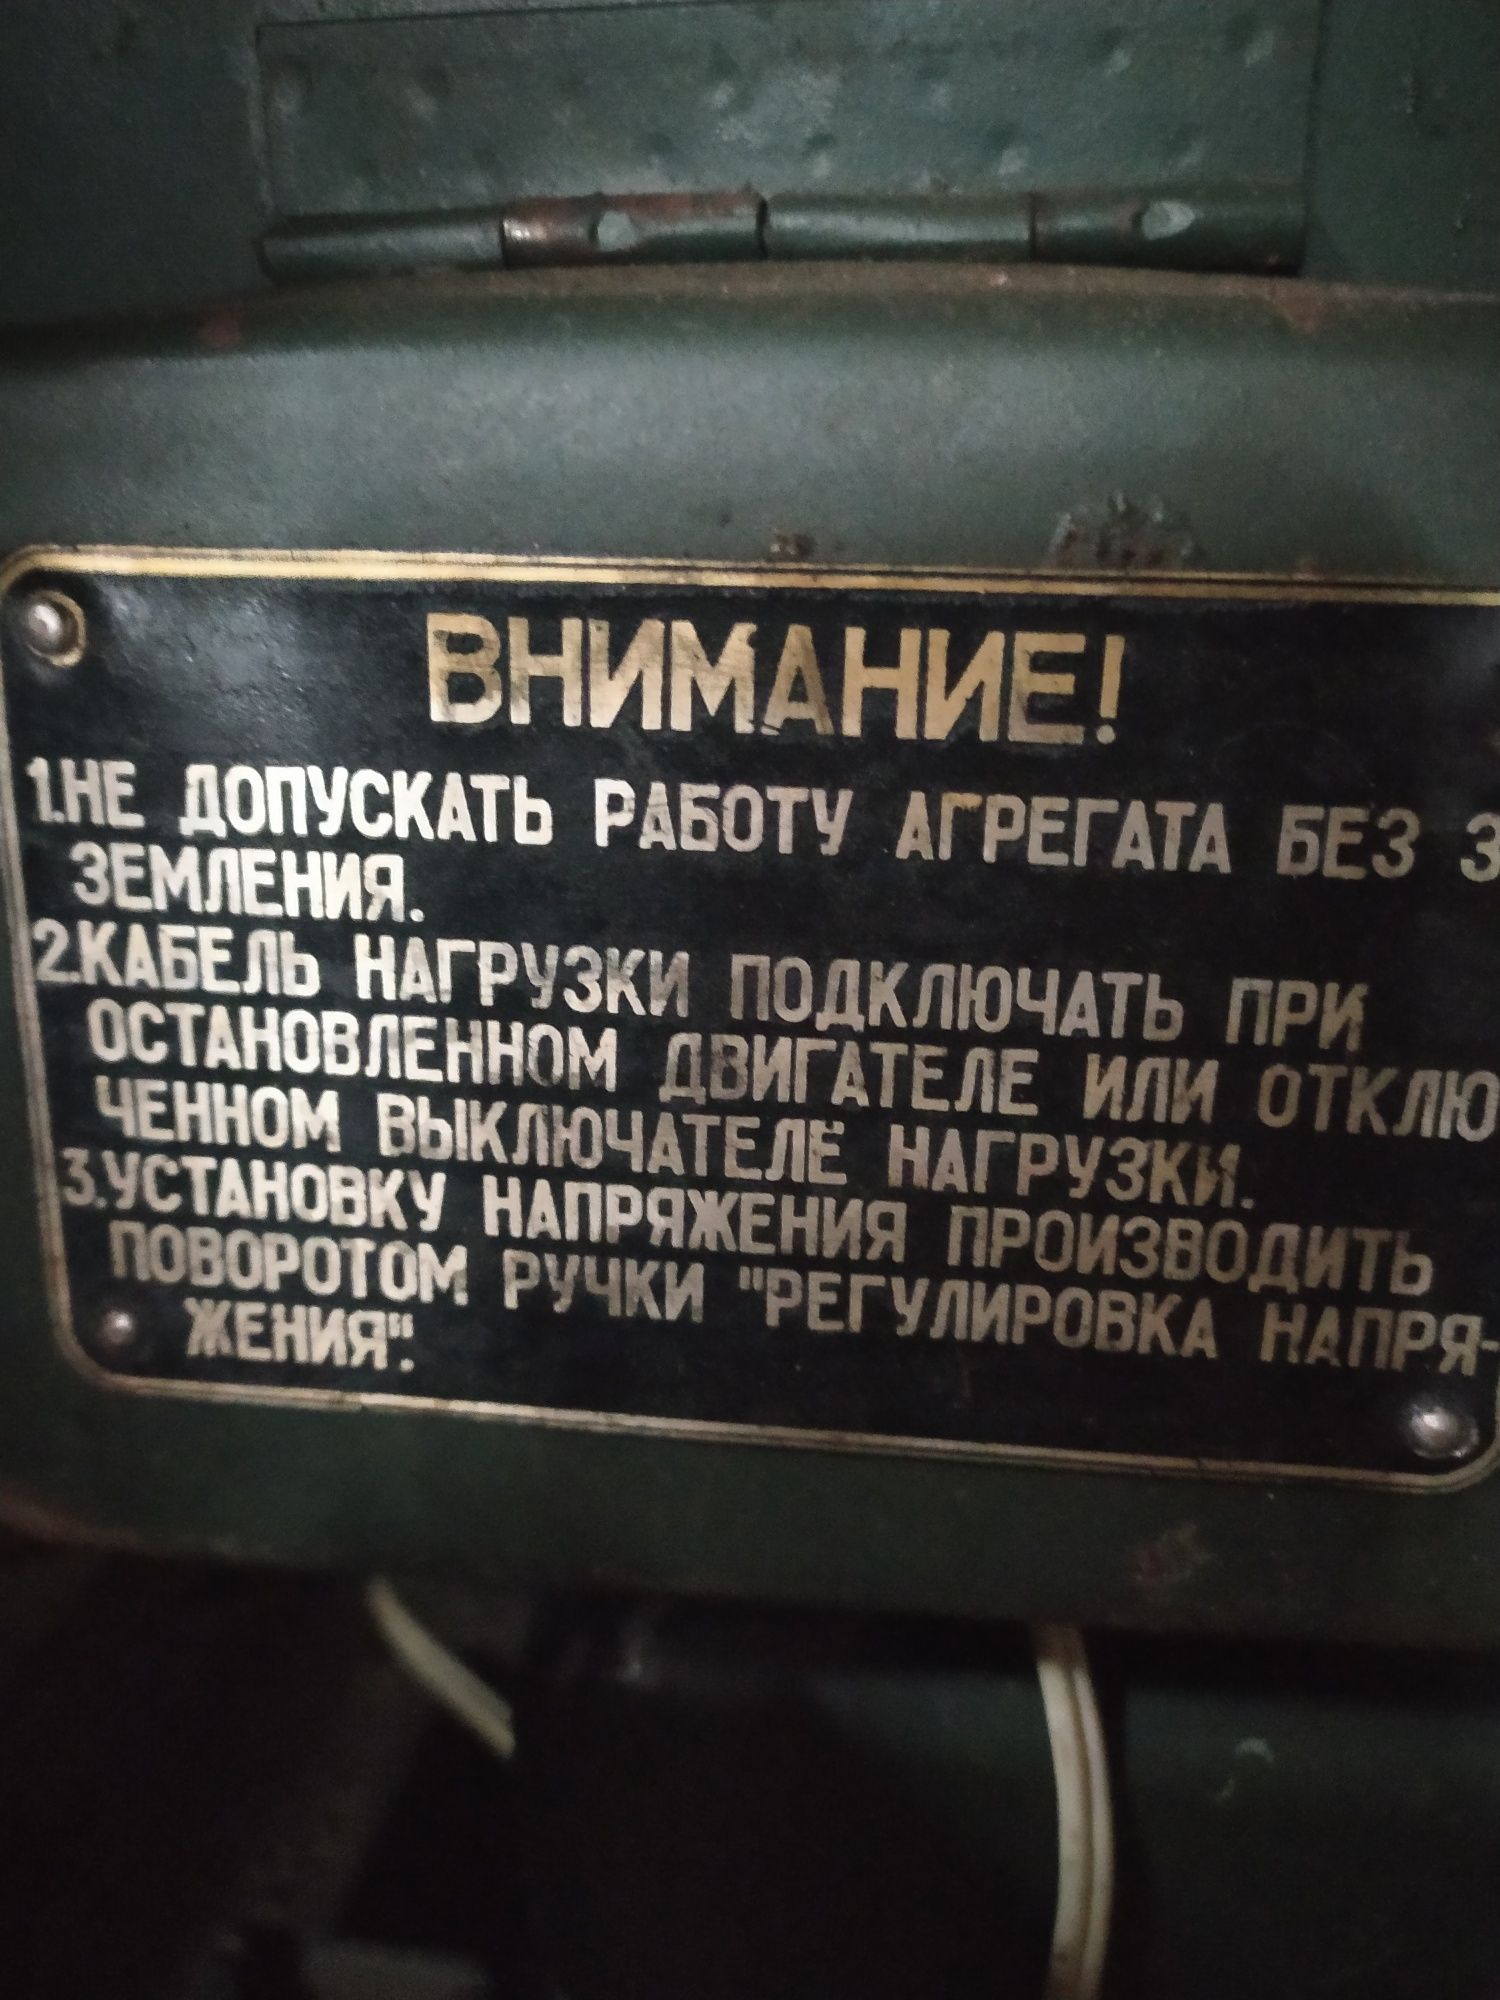 ВНИМАНИЕ!
1.НЕ ДОПУСКАТЬ РАБОТУ АГРЕГАТА БЕЗ З
ЗЕМЛЕНИЯ.
2.КАБЕЛЬ НАГРУЗКИ ПОДКЛЮЧАТЬ ПРИ
ОСТАНОВЛЕННОМ ДВИГАТЕЛЕ ИЛИ ОТКЛЮ
ЧЕННОМ ВЫКЛЮЧАТЕЛЕ НАГРУЗКИ.
3.УСТАНОВКУ НАПРЯЖЕНИЯ ПРОИЗВОДИТЬ
ПОВОРОТОМ РУЧКИ "РЕГУЛИРОВКА НАПРЯ-
ЖЕНИЯ".